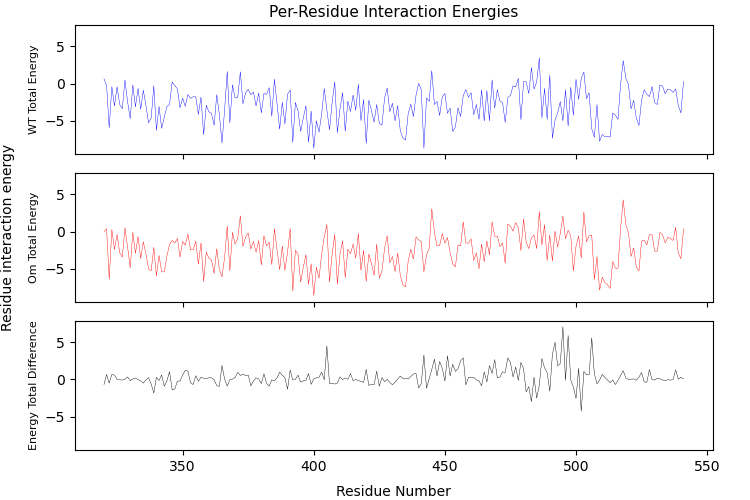 Per-Residue Interaction Energies
Residue interaction energy
WT Total Energy
5
0
−5
Om Total Energy
5
0
−5
Energy Total Difference
5
0
−5
350 400 450 500 550
Residue Number